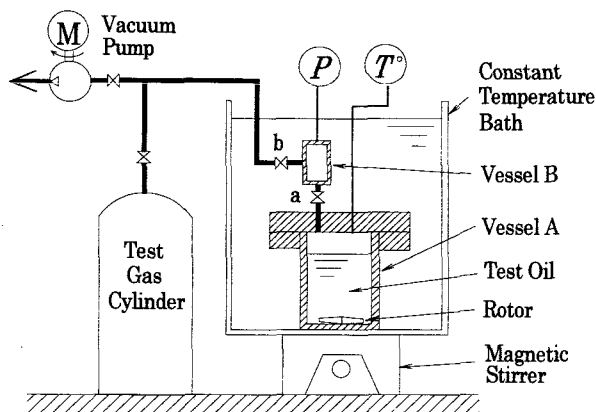 M
Vacuum
Pump
P
T°
Constant
Temperature
Bath
b
Vessel B
a
Vessel A
Test
Gas
Cylinder
Test Oil
Rotor
Magnetic
Stirrer